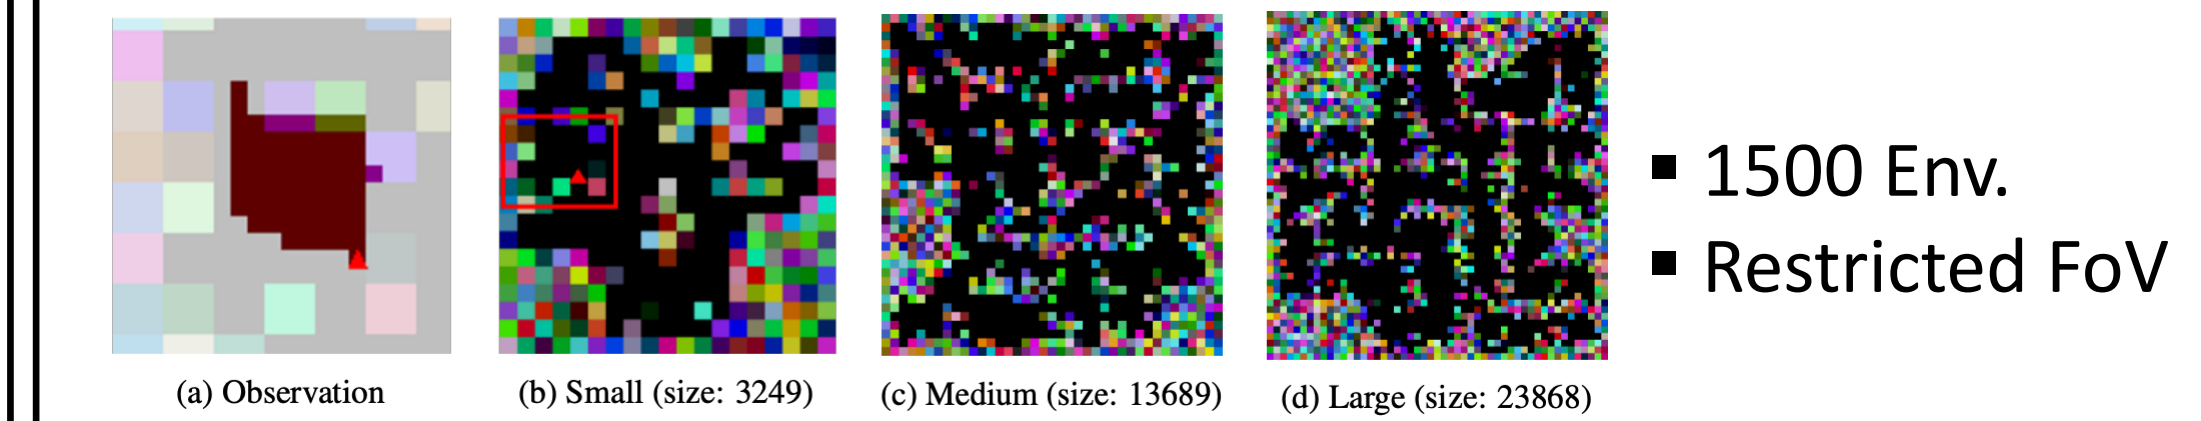 (a) Observation
(b) Small (size: 3249)
(c) Medium (size: 13689)
(d) Large (size: 23868)
▪ 1500 Env.
▪ Restricted FoV